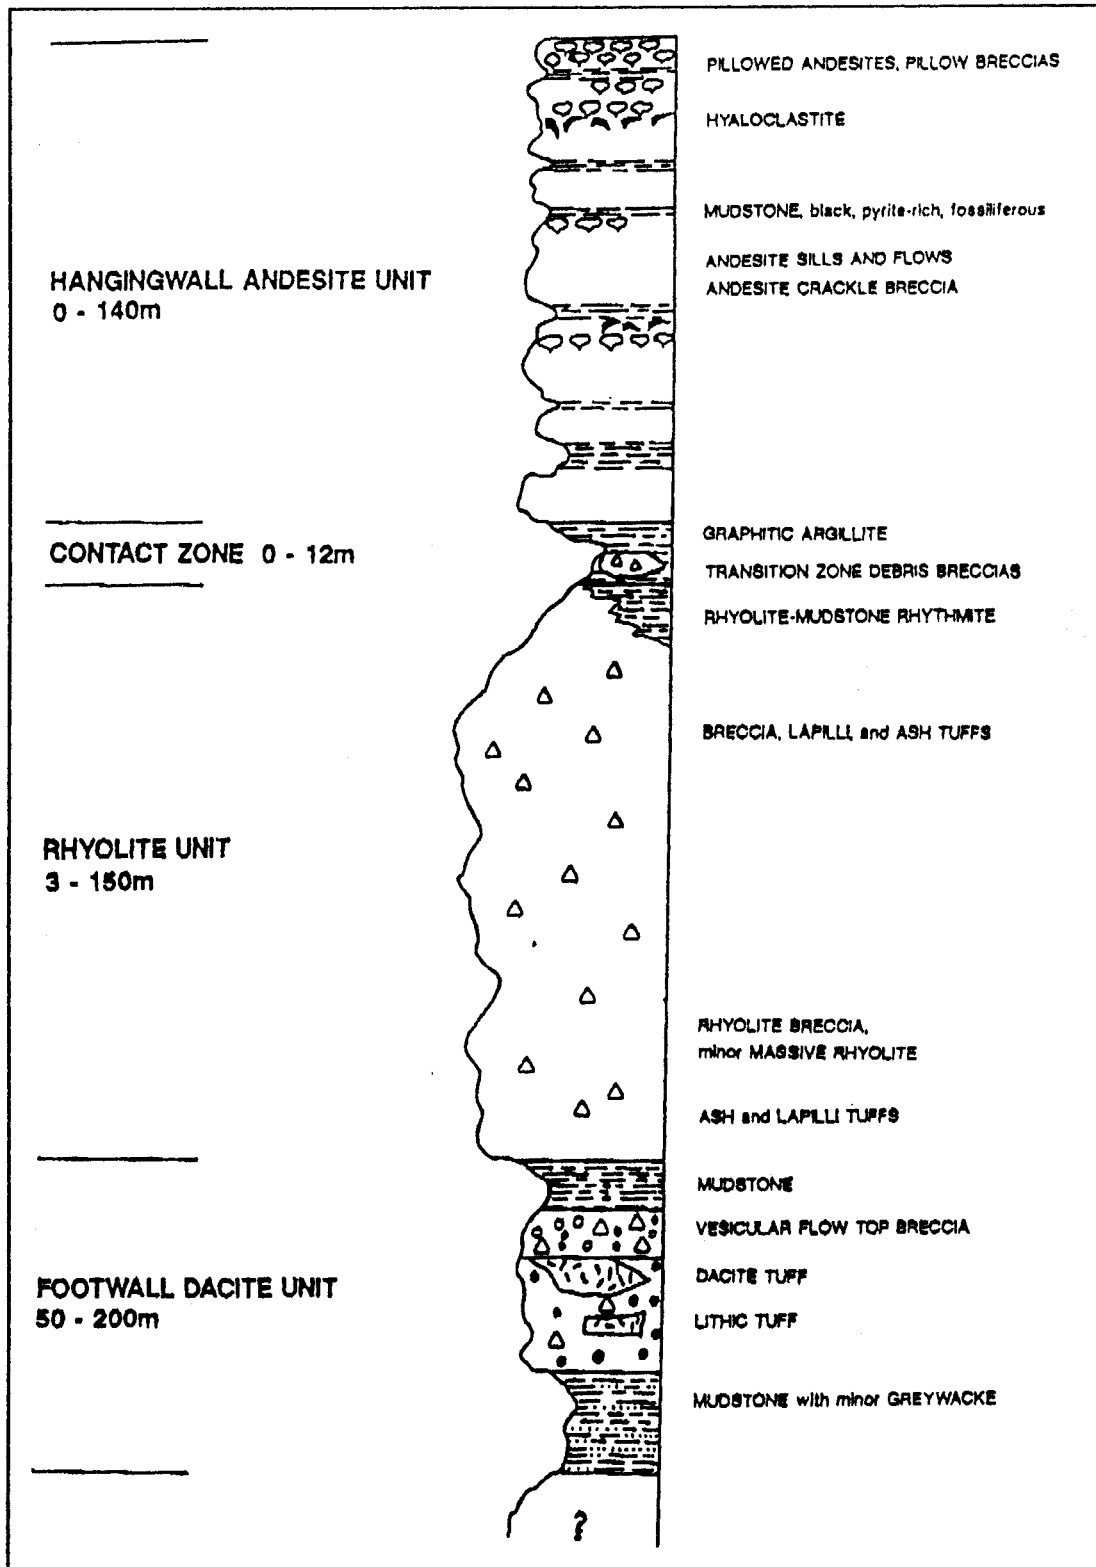 PILLOWED ANDESITES, PILLOW BRECCIAS
HYALOCLASTITE
MUDSTONE, black, pyrite-rich, fossiliferous
HANGINGWALL ANDESITE UNIT
0 - 140m
ANDESITE SILLS AND FLOWS
ANDESITE CRACKLE BRECCIA
GRAPHITIC ARGILLITE
CONTACT ZONE 0 - 12m
TRANSITION ZONE DEBRIS BRECCIAS
RHYOLITE-MUDSTONE RHYTHMITE
BRECCIA, LAPILLI, and ASH TUFFS
RHYOLITE UNIT
3 - 150m
RHYOLITE BRECCIA,
minor MASSIVE RHYOLITE
ASH and LAPILLI TUFFS
MUDSTONE
VESICULAR FLOW TOP BRECCIA
FOOTWALL DACITE UNIT
50 - 200m
DACITE TUFF
LITHIC TUFF
MUDSTONE with minor GREYWACKE
?